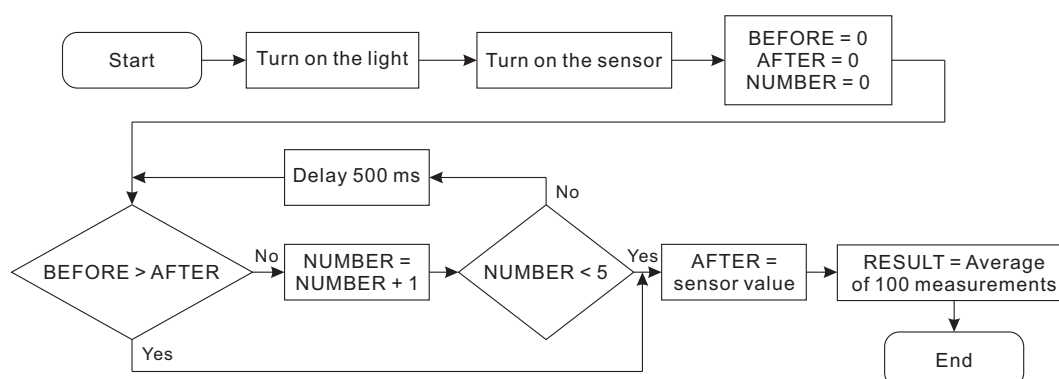 Start
Turn on the light
Turn on the sensor
BEFORE = 0
AFTER = 0
NUMBER = 0
Delay 500 ms
No
BEFORE > AFTER
No
NUMBER =
NUMBER + 1
NUMBER < 5
Yes
AFTER =
sensor value
RESULT = Average
of 100 measurements
Yes
End